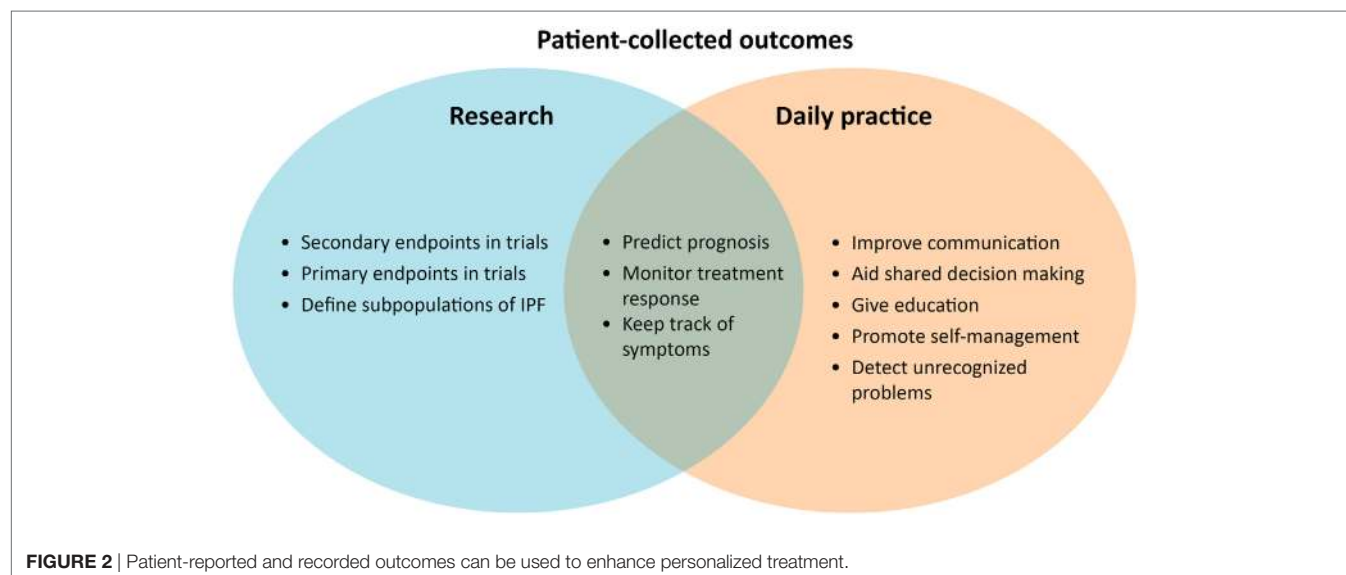 Patient-collected outcomes
Research
• Secondary endpoints in trials
• Primary endpoints in trials
• Define subpopulations of IPF
• Predict prognosis
• Monitor treatment
response
• Keep track of
symptoms
Daily practice
• Improve communication
• Aid shared decision making
• Give education
• Promote self-management
• Detect unrecognized
problems
FIGURE 2 | Patient-reported and recorded outcomes can be used to enhance personalized treatment.